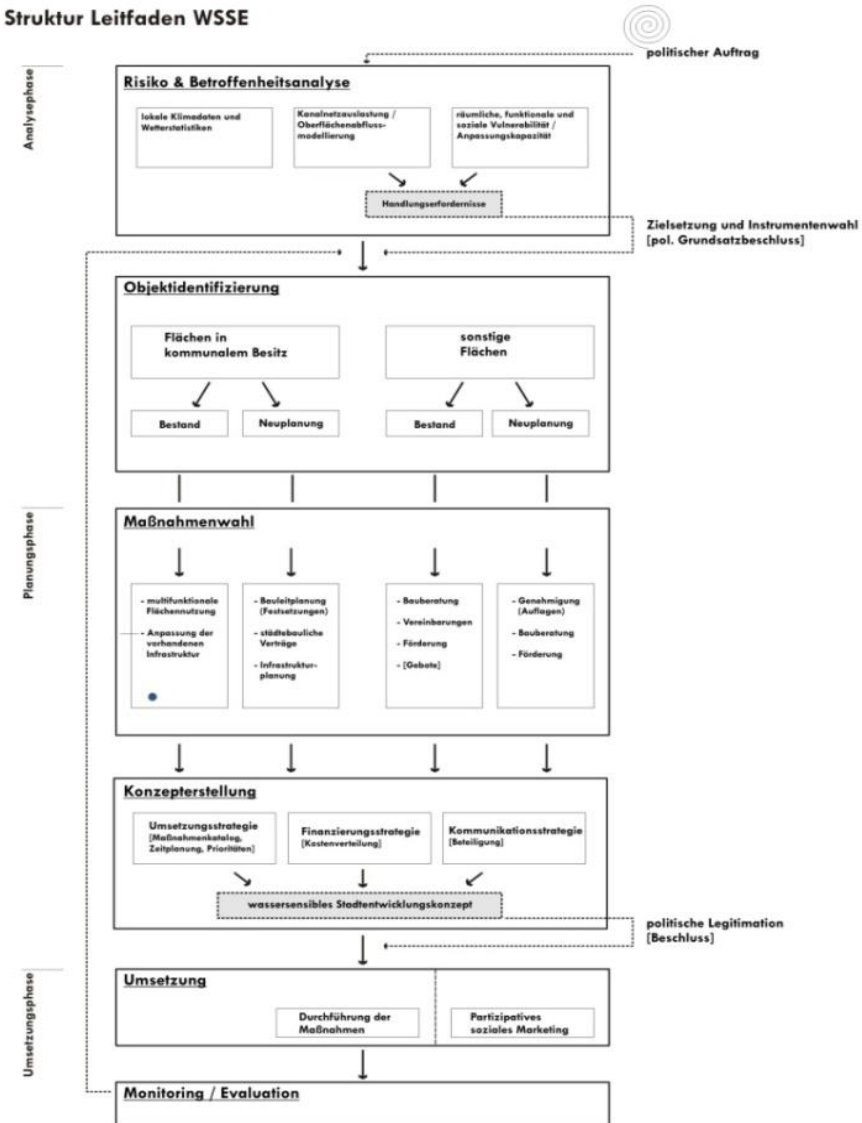 Struktur Leitfaden WSSE
politischer Auftrag
Analysephase
Risiko & Betroffenheitsanalyse
lokale Klimadaten und
Wetterstatistiken
Kanalnetzauslastung /
Oberflächenabfluss-
modellierung
räumliche, funktionale und
soziale Vulnerabilität /
Anpassungskapazität
Handlungserfordernisse
Zielsetzung und Instrumentenwahl
[pol. Grundsatzbeschluss]
Objektidentifizierung
Flächen in
kommunalem Besitz
sonstige
Flächen
Bestand
Neuplanung
Bestand
Neuplanung
Planungsphase
Maßnahmenwahl
- multifunktionale
Flächennutzung
- Anpassung der
vorhandenen
Infrastruktur
- Bauleitplanung
(Festsetzungen)
- städtebauliche
Verträge
- Infrastruktur-
planung
- Bauberatung
- Vereinbarungen
- Förderung
- [Gebote]
- Genehmigung
(Auflagen)
- Bauberatung
- Förderung
Konzepterstellung
Umsetzungsstrategie
[Maßnahmenkatalog,
Zeitplanung, Prioritäten]
Finanzierungsstrategie
[Kostenverteilung]
Kommunikationsstrategie
[Beteiligung]
wassersensibles Stadtentwicklungskonzept
politische Legitimation
[Beschluss]
Umsetzungsphase
Umsetzung
Durchführung der
Maßnahmen
Partizipatives
soziales Marketing
Monitoring / Evaluation